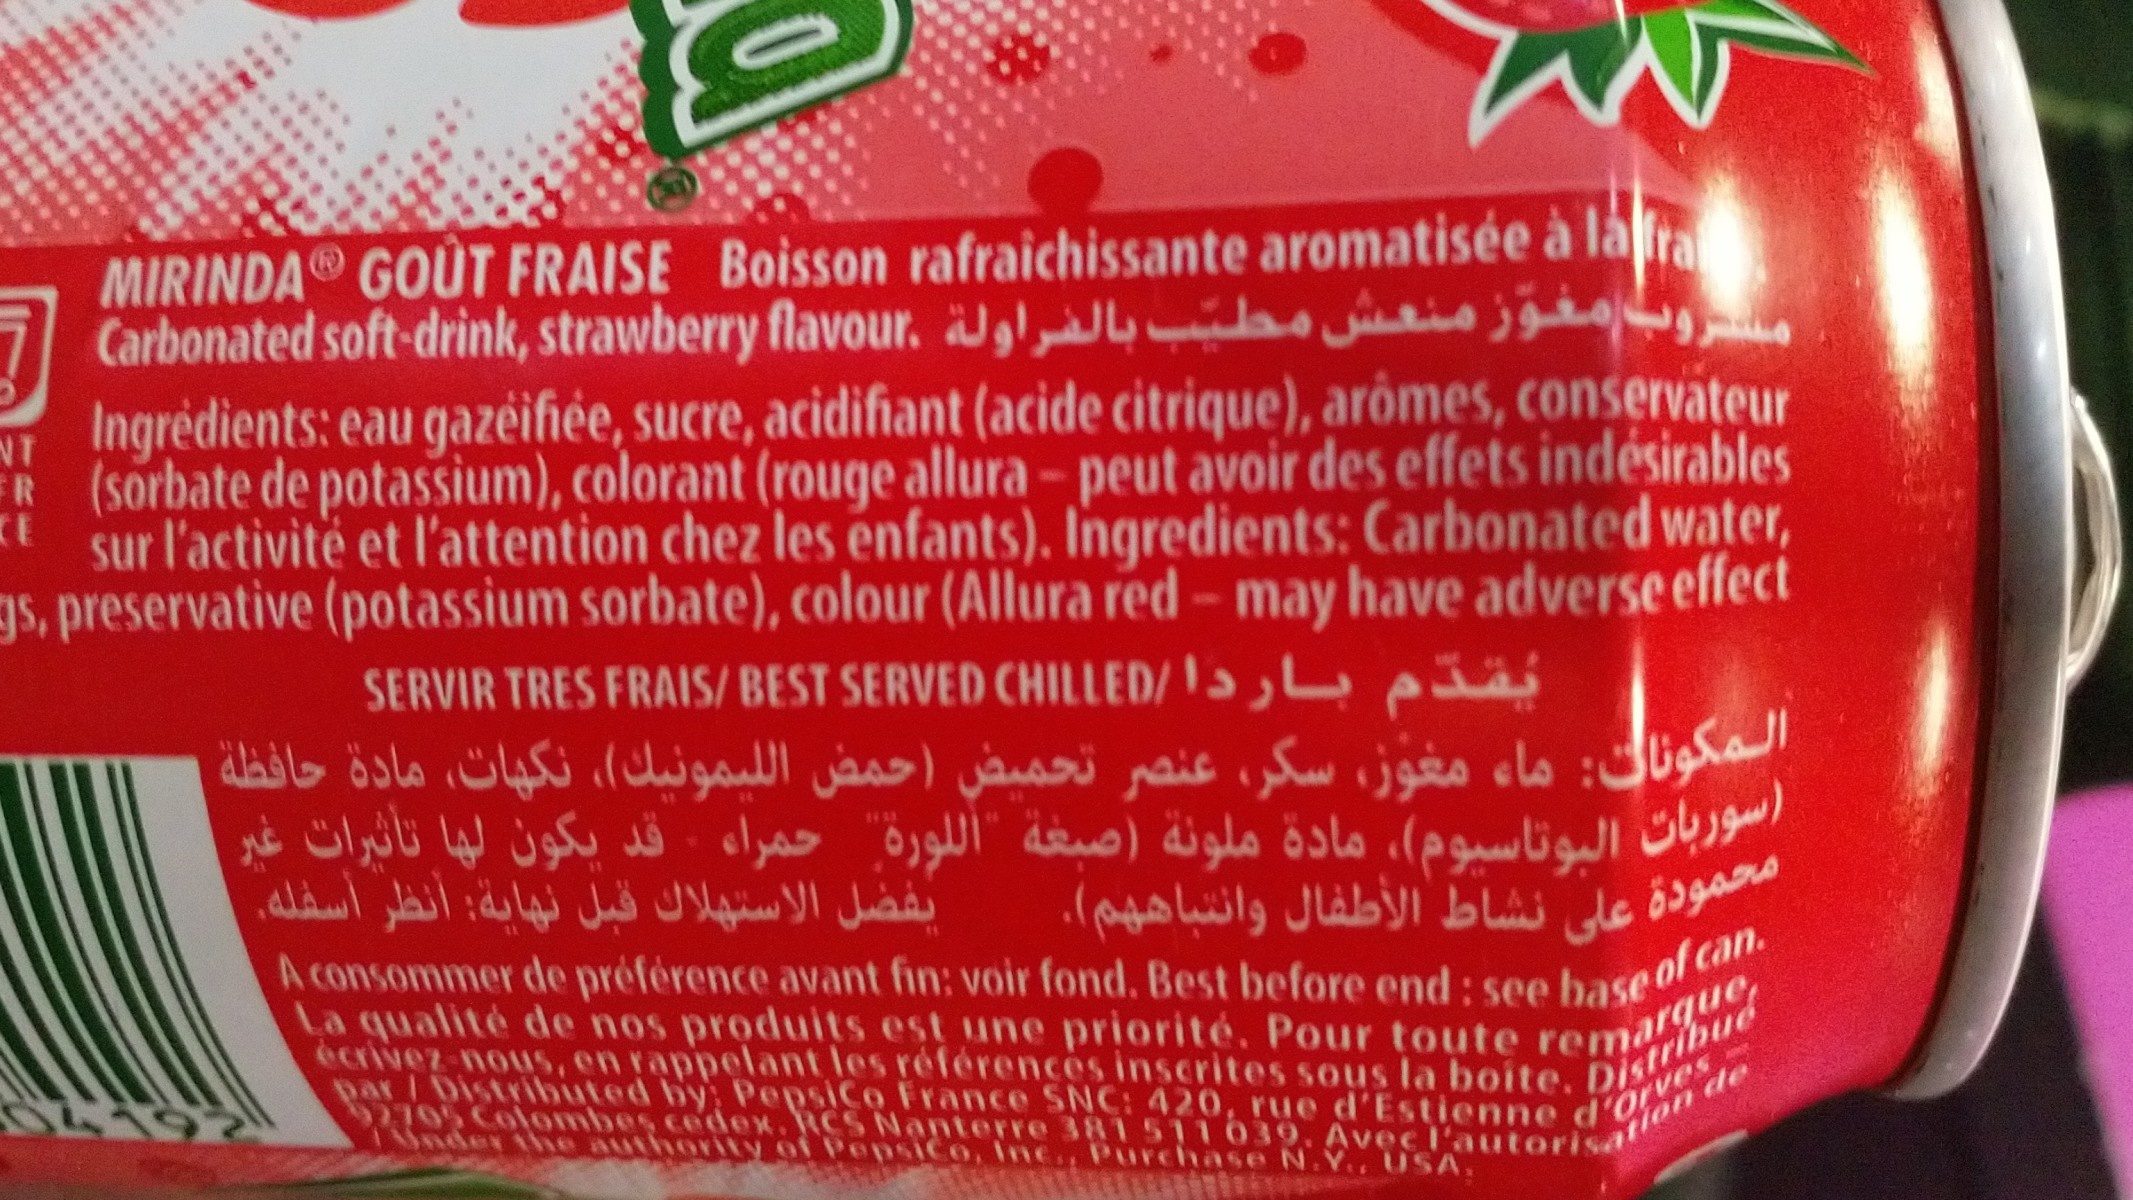 MIRINDA® GOÛT FRAISE Boisson rafraîchissante aromatisée à la
Carbonated soft-drink, strawberry flavour. مشروب مغوّز منعش مطيّب بالفراولة
Ingrédients: eau gazéifiée, sucre, acidifiant (acide citrique), arômes, conservateur
(sorbate de potassium), colorant (rouge allura – peut avoir des effets indésirables
sur l'activité et l'attention chez les enfants). Ingredients: Carbonated water,
gs, preservative (potassium sorbate), colour (Allura red – may have adverse effect
SERVIR TRES FRAIS/ BEST SERVED CHILLED/ يُقدّم باردا
المكونات: ماء مغوّز، سكر، عنصر تحميض (حمض الليمونيك)، نكهات، مادة حافظة
(سوربات البوتاسيوم)، مادة ملونة (صبغة "اللورة" حمراء - قد يكون لها تأثيرات غير
محمودة على نشاط الأطفال وانتباههم). يفضل الاستهلاك قبل نهاية: أنظر أسفله.
A consommer de préférence avant fin: voir fond. Best before end : see base of can.
La qualité de nos produits est une priorité. Pour toute remarque,
écrivez-nous, en rappelant les références inscrites sous la boîte. Distribué
par / Distributed by: PepsiCo France SNC: 420, rue d'Estienne d'Orves –
92705 Colombes cedex. RCS Nanterre 381 511 039. Avec l'autorisation de
/ Under the authority of PepsiCo, Inc., Purchase N.Y., USA.
04192